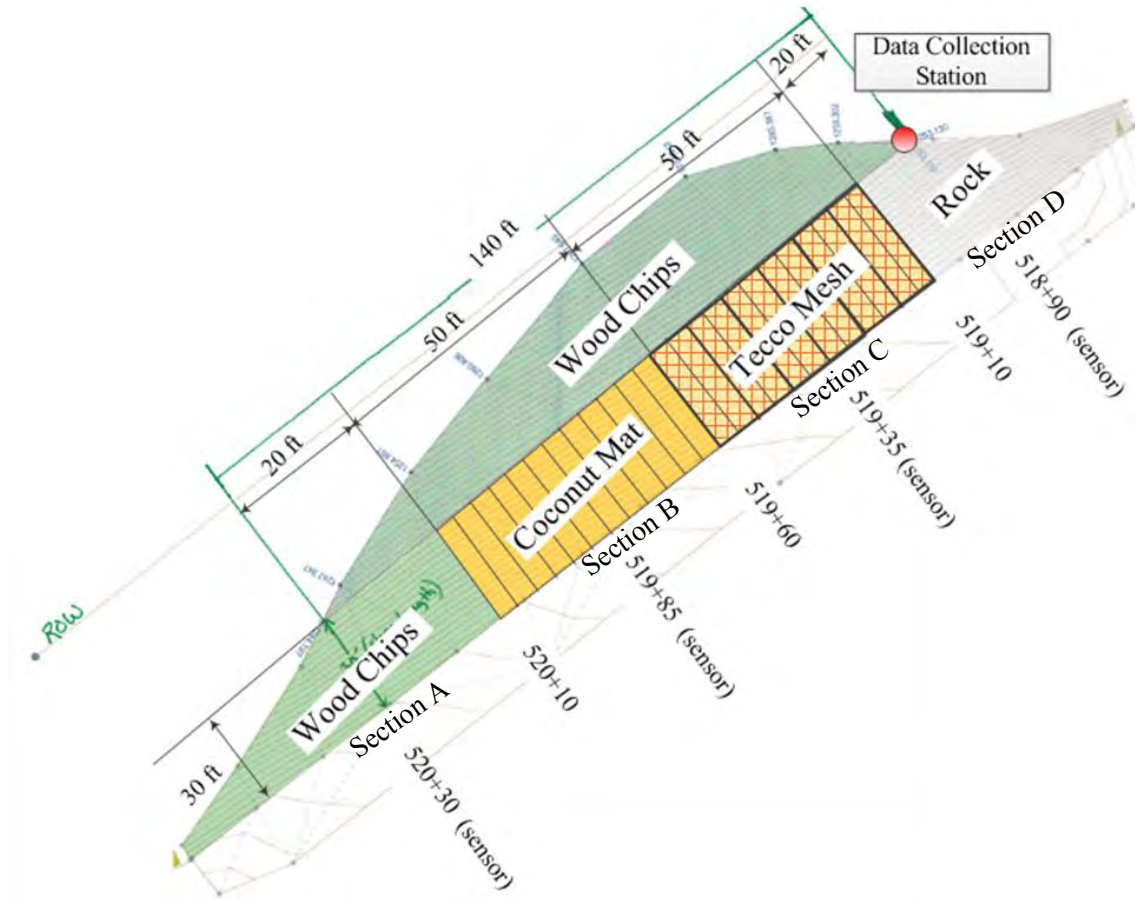 Data Collection
Station
20 ft
50 ft
140 ft
50 ft
20 ft
30 ft
ROW
Rock
Wood Chips
Tecco Mesh
Coconut Mat
Wood Chips
Section D
Section C
Section B
Section A
518+90 (sensor)
519+10
519+35 (sensor)
519+60
519+85 (sensor)
520+10
520+30 (sensor)